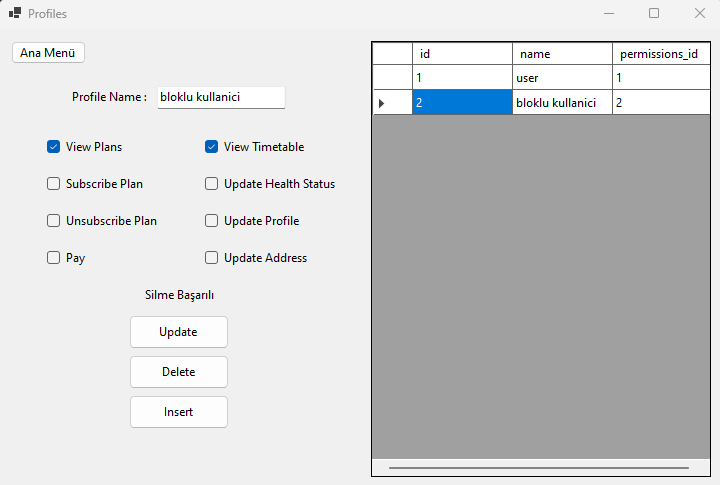 Profiles
Ana Menü
Profile Name : bloklu kullanici
View Plans View Timetable
Subscribe Plan Update Health Status
Unsubscribe Plan Update Profile
Pay Update Address
Silme Başarılı
Update
Delete
Insert
id name permissions_id
1 user 1
2 bloklu kullanici 2